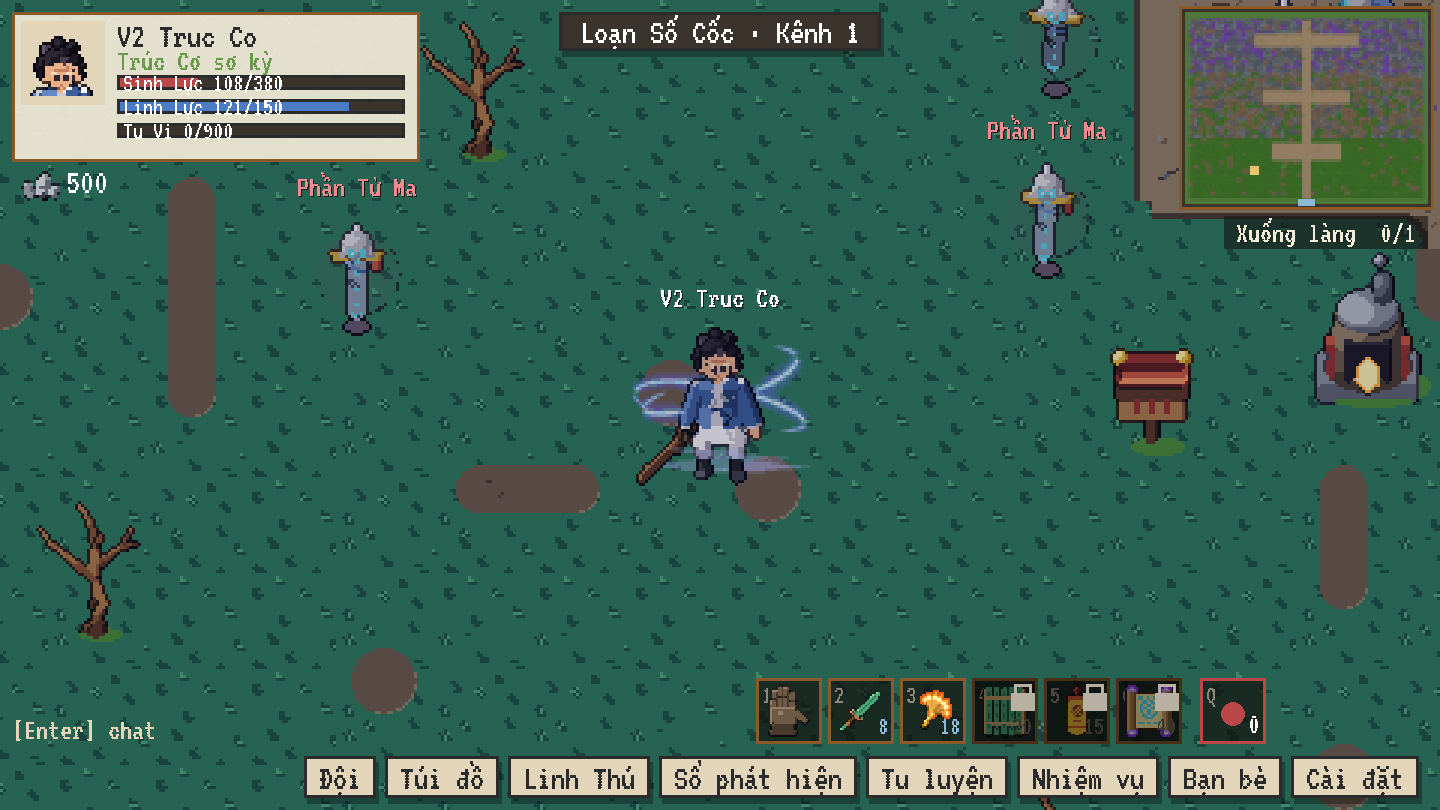 V2 Truc Co
Trúc Cơ sơ kỳ
Sinh Lực 108/380
Linh Lực 121/150
Tu Vi 0/900
500
Loạn Số Cốc · Kênh 1
Phần Tử Ma
Phần Tử Ma
Xuống làng 0/1
V2 Truc Co
[Enter] chat
1
2
8
3
18
5
15
Q
0
Đội
Túi đồ
Linh Thú
Sổ phát hiện
Tu luyện
Nhiệm vụ
Bạn bè
Cài đặt